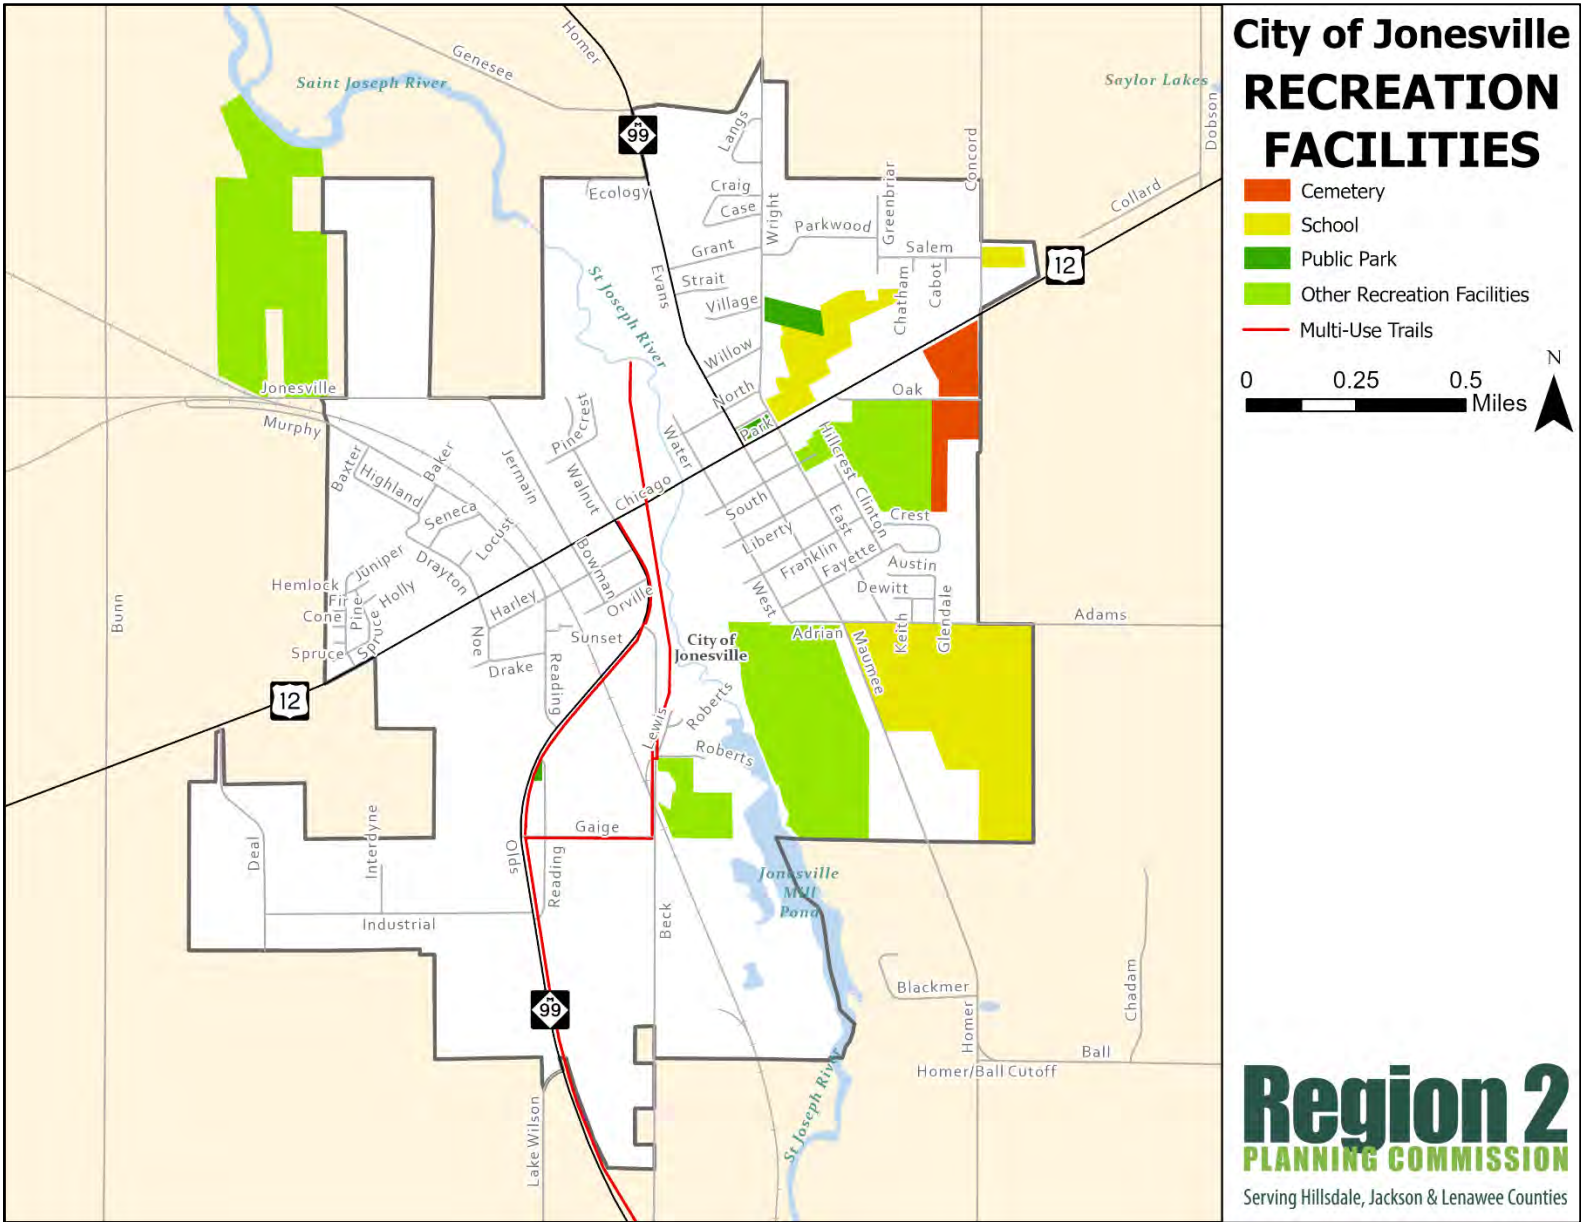 City of Jonesville
RECREATION
FACILITIES
Cemetery
School
Public Park
Other Recreation Facilities
Multi-Use Trails
N
0 0.25 0.5
Miles
Region 2
PLANNING COMMISSION
Serving Hillsdale, Jackson & Lenawee Counties
Genesee
Homer
Saint Joseph River
Saylor Lakes
Dobson
M
99
Langs
Concord
Ecology
Craig
Case
Wright
Greenbriar
Collard
Parkwood
Grant
Salem
12
Evans
Strait
St Joseph River
Village
Chatham
Cabot
Willow
Jonesville
North
Oak
Murphy
Pinecrest
Park
Water
Hillcrest
Baxter
Highland
Baker
Jermain
Walnut
Chicago
South
Clinton
Seneca
Locust
East
Crest
Liberty
Juniper
Drayton
Bowman
Franklin
Fayette
Austin
Hemlock
Fir
Holly
Dewitt
Cone
Pine
Harley
Orville
West
Glendale
Bunn
Spruce
Spruce
Noe
Sunset
City of
Jonesville
Adrian
Keith
Adams
Drake
Reading
Maumee
12
Lewis
Roberts
Roberts
Gaige
Deal
Interdyne
Olds
Reading
Jonesville
Mill
Pond
Industrial
Beck
M
99
Blackmer
Chadam
Homer
Ball
Homer/Ball Cutoff
Lake Wilson
St Joseph River